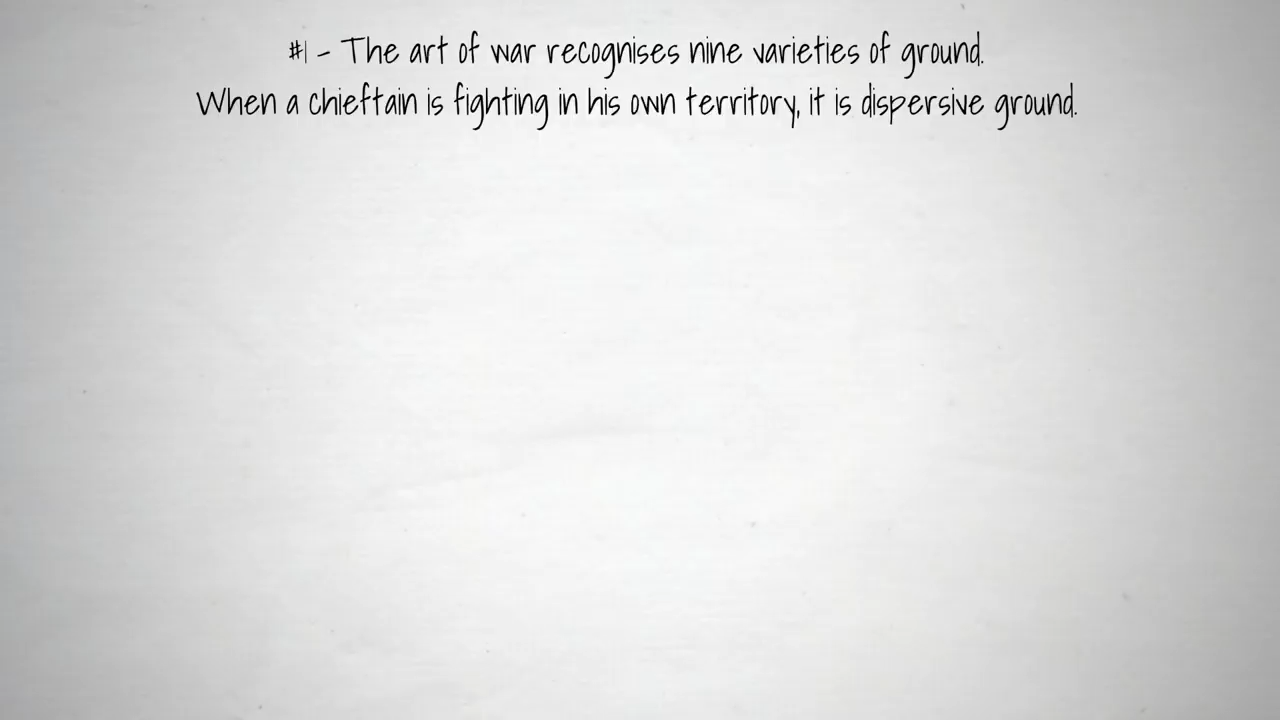 #1 - The art of war recognises nine varieties of ground.
When a chieftain is fighting in his own territory, it is dispersive ground.